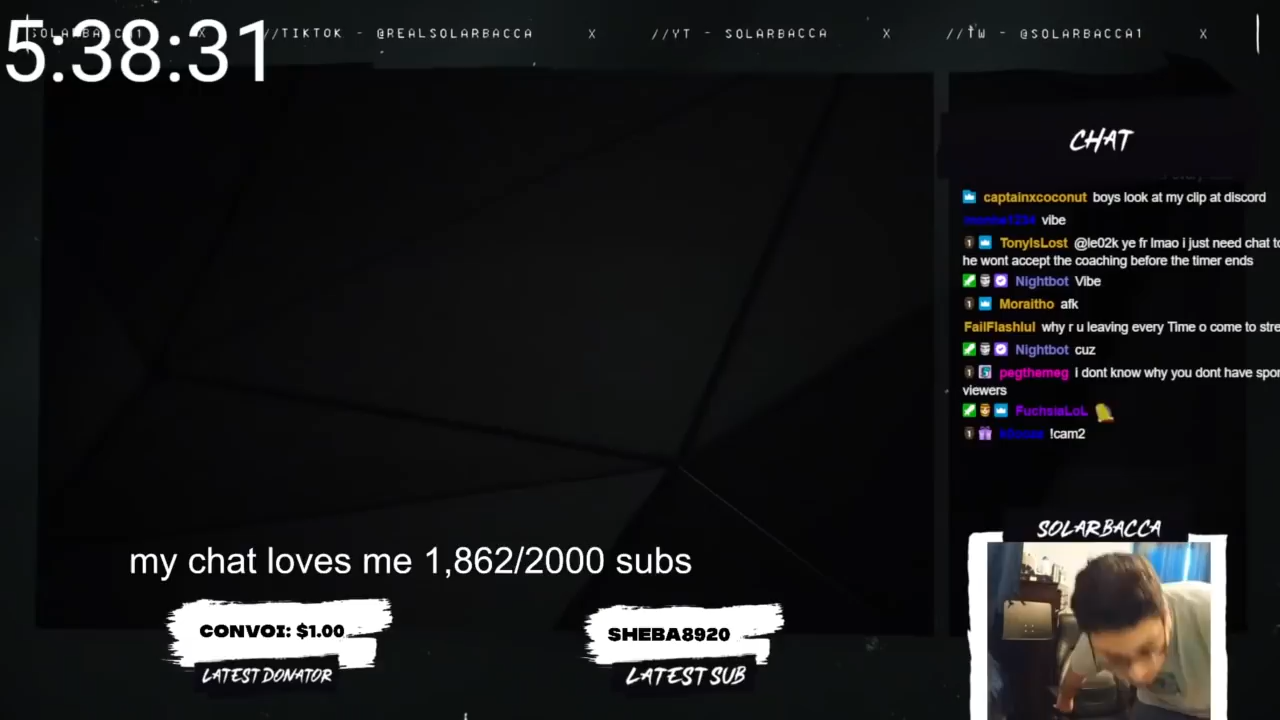 5:38:31
//TIKTOK - @REALSOLARBACCA X //YT - SOLARBACCA X //TW - @SOLARBACCA1 X
CHAT
captainxcoconut boys look at my clip at discord
vibe
TonyIsLost @le02k ye fr lmao i just need chat to
he wont accept the coaching before the timer ends
Nightbot Vibe
Moraitho afk
FailFlashlul why r u leaving every Time o come to stre
Nightbot cuz
pegthemeg i dont know why you dont have spon
viewers
FuchsiaLoL
!cam2
SOLARBACCA
my chat loves me 1,862/2000 subs
CONVOI: $1.00
LATEST DONATOR
SHEBA8920
LATEST SUB